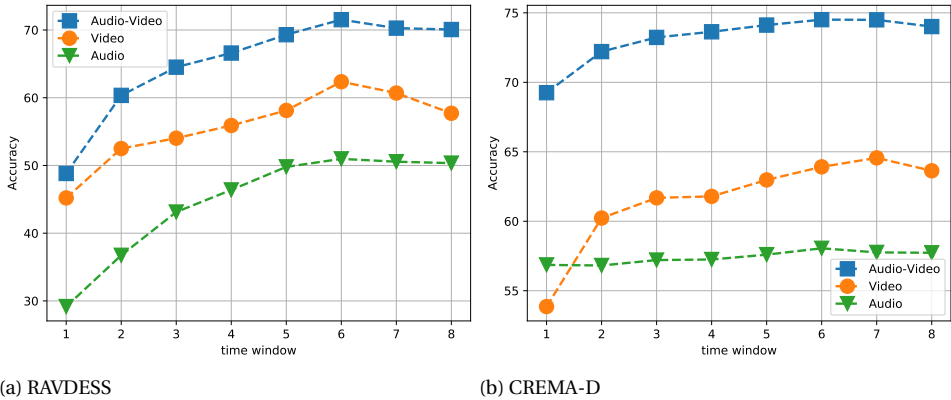 Audio-Video
Video
Audio
70
60
50
40
30
Accuracy
1 2 3 4 5 6 7 8
time window
(a) RAVDESS
75
70
65
60
55
Accuracy
Audio-Video
Video
Audio
1 2 3 4 5 6 7 8
time window
(b) CREMA-D